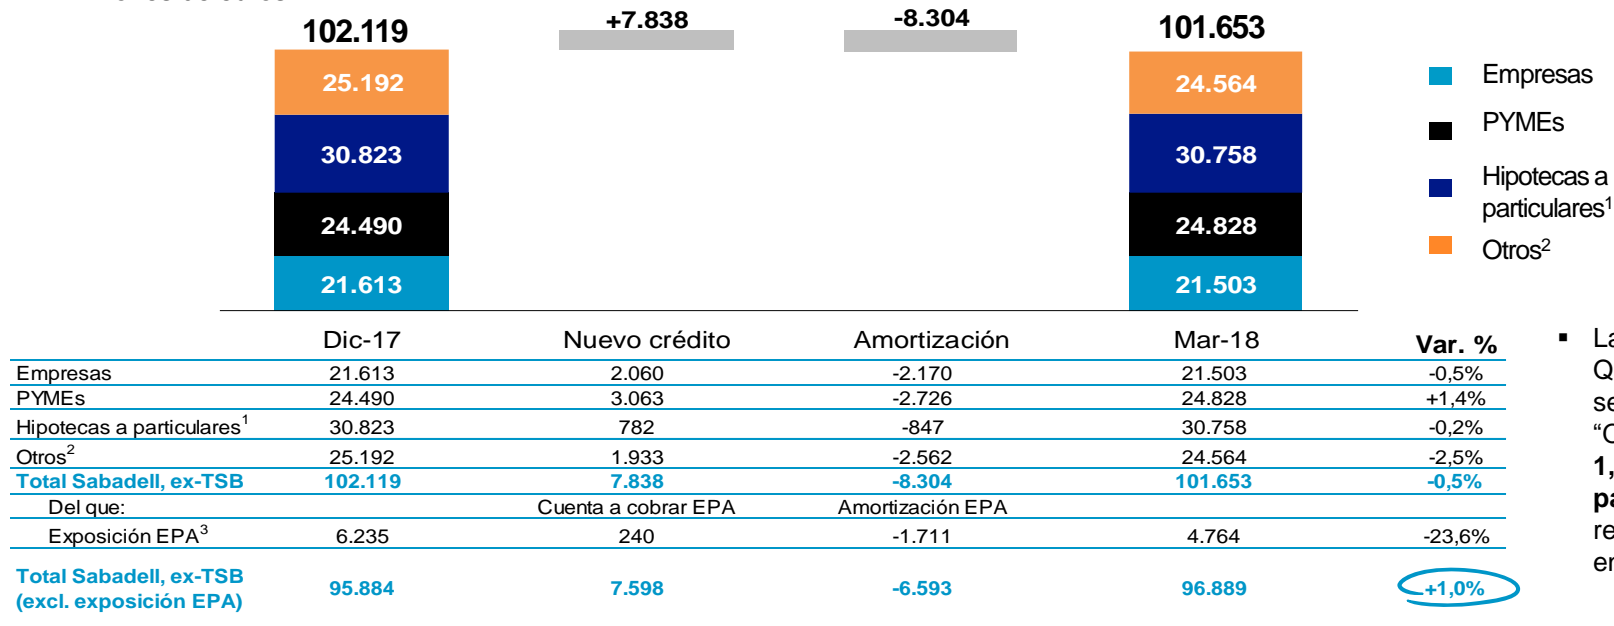 102.119
+7.838
-8.304
101.653
25.192
24.564
30.823
30.758
24.490
24.828
21.613
21.503
Empresas
PYMEs
Hipotecas a
particulares¹
Otros²
Dic-17 Nuevo crédito Amortización Mar-18 Var. %
Empresas 21.613 2.060 -2.170 21.503 -0,5%
PYMEs 24.490 3.063 -2.726 24.828 +1,4%
Hipotecas a particulares¹ 30.823 782 -847 30.758 -0,2%
Otros² 25.192 1.933 -2.562 24.564 -2,5%
Total Sabadell, ex-TSB 102.119 7.838 -8.304 101.653 -0,5%
Del que: Cuenta a cobrar EPA Amortización EPA
Exposición EPA³ 6.235 240 -1.711 4.764 -23,6%
Total Sabadell, ex-TSB
(excl. exposición EPA) 95.884 7.598 -6.593 96.889 +1,0%